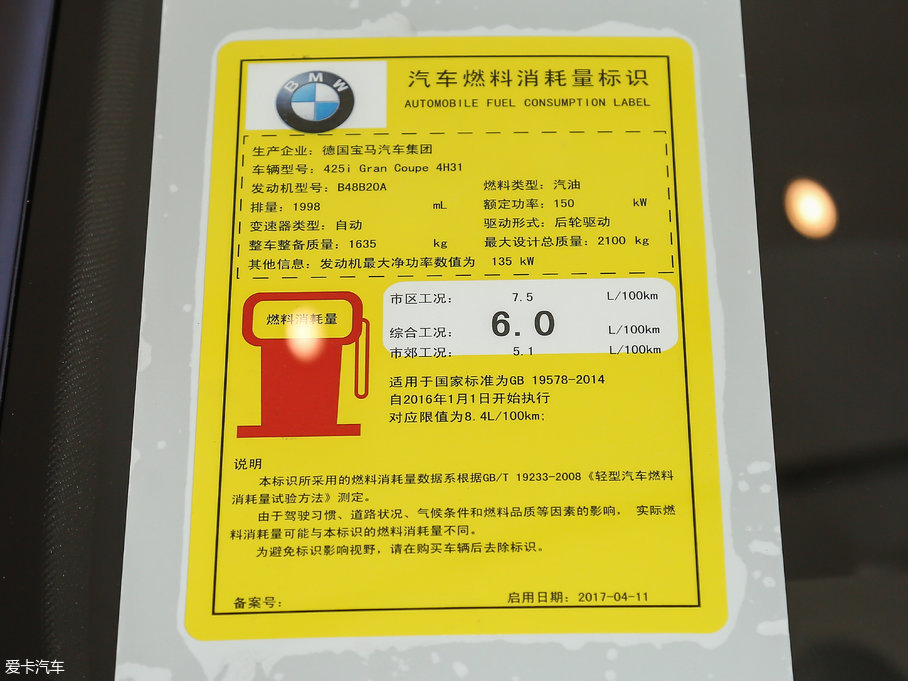 BMW
汽车燃料消耗量标识
AUTOMOBILE FUEL CONSUMPTION LABEL
生产企业：德国宝马汽车集团
车辆型号：425i Gran Coupe 4H31
发动机型号：B48B20A 燃料类型：汽油
排量：1998 mL 额定功率：150 kW
变速器类型：自动 驱动形式：后轮驱动
整车整备质量：1635 kg 最大设计总质量：2100 kg
其他信息：发动机最大净功率数值为 135 kW
燃料消耗量
市区工况： 7.5 L/100km
综合工况： 6.0 L/100km
市郊工况： 5.1 L/100km
适用于国家标准为GB 19578-2014
自2016年1月1日开始执行
对应限值为8.4L/100km;
说明
本标识所采用的燃料消耗量数据系根据GB/T 19233-2008《轻型汽车燃料
消耗量试验方法》测定。
由于驾驶习惯、道路状况、气候条件和燃料品质等因素的影响， 实际燃
料消耗量可能与本标识的燃料消耗量不同。
为避免标识影响视野，请在购买车辆后去除标识。
备案号： 启用日期：2017-04-11
爱卡汽车